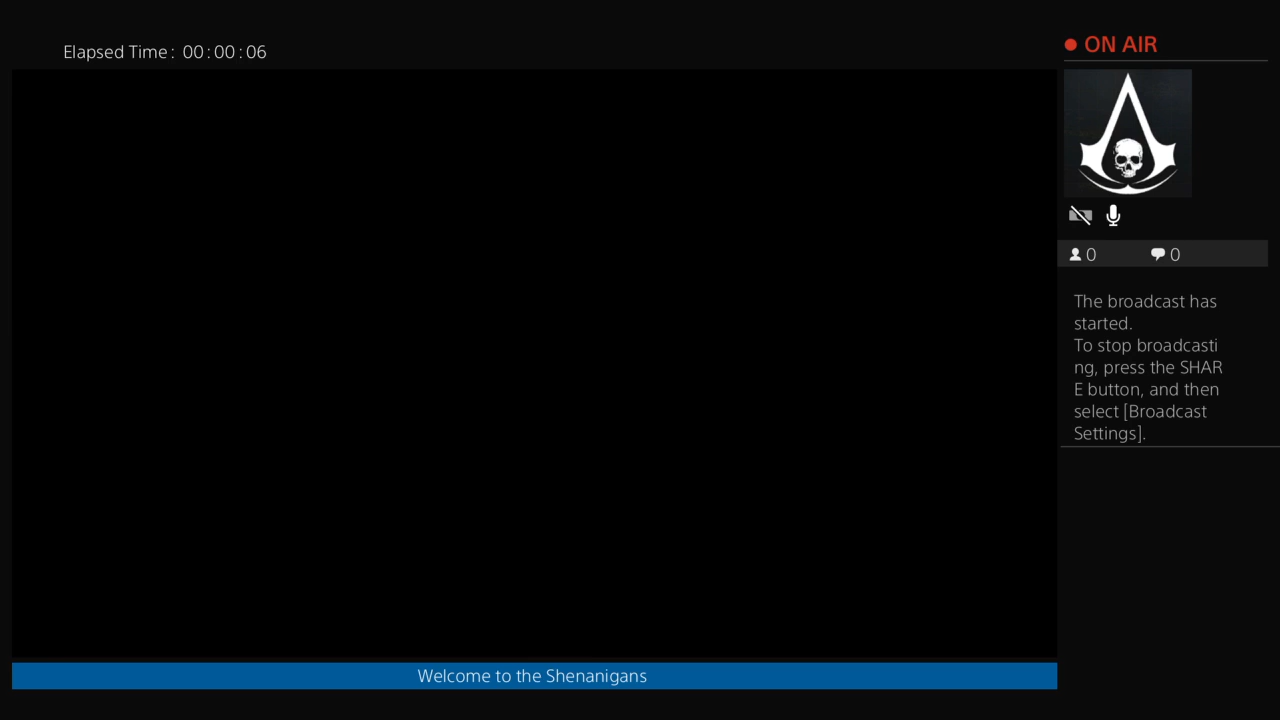 Elapsed Time: 00:00:06
ON AIR
0 0
The broadcast has
started.
To stop broadcasti
ng, press the SHAR
E button, and then
select [Broadcast
Settings].
Welcome to the Shenanigans